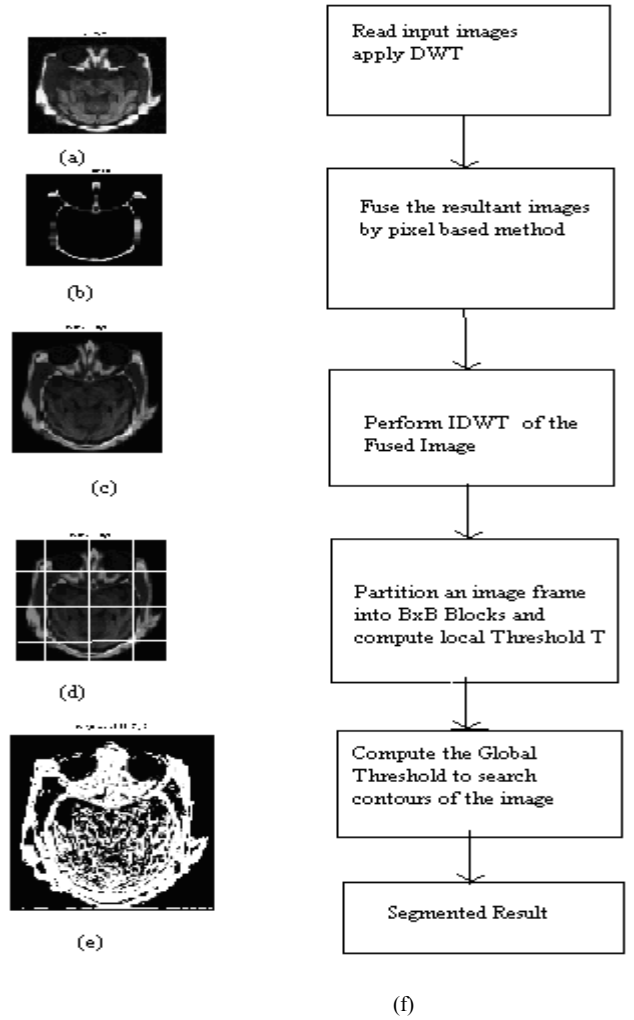 (a)
(b)
(c)
(d)
(e)
Read input images
apply DWT
Fuse the resultant images
by pixel based method
Perform IDWT of the
Fused Image
Partition an image frame
into BxB Blocks and
compute local Threshold T
Compute the Global
Threshold to search
contours of the image
Segmented Result
(f)